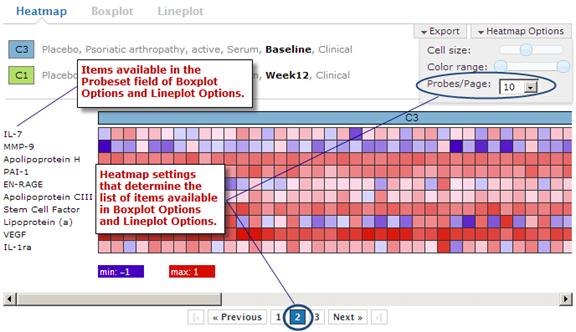 Heatmap Boxplot Lineplot
Export Heatmap Options
C3 Placebo, Psoriatic arthropathy, active, Serum, Baseline, Clinical
Cell size:
Color range:
Probes/Page: 10
C1 Placebo
Week12, Clinical
Items available in the
Probeset field of Boxplot
Options and Lineplot Options.
C3
IL-7
MMP-9
Apolipoprotein H
PAI-1
EN-RAGE
Apolipoprotein CIII
Stem Cell Factor
Lipoprotein (a)
VEGF
IL-1ra
Heatmap settings
that determine the
list of items available
in Boxplot Options
and Lineplot Options.
min: -1 max: 1
« Previous 1 2 3 Next »